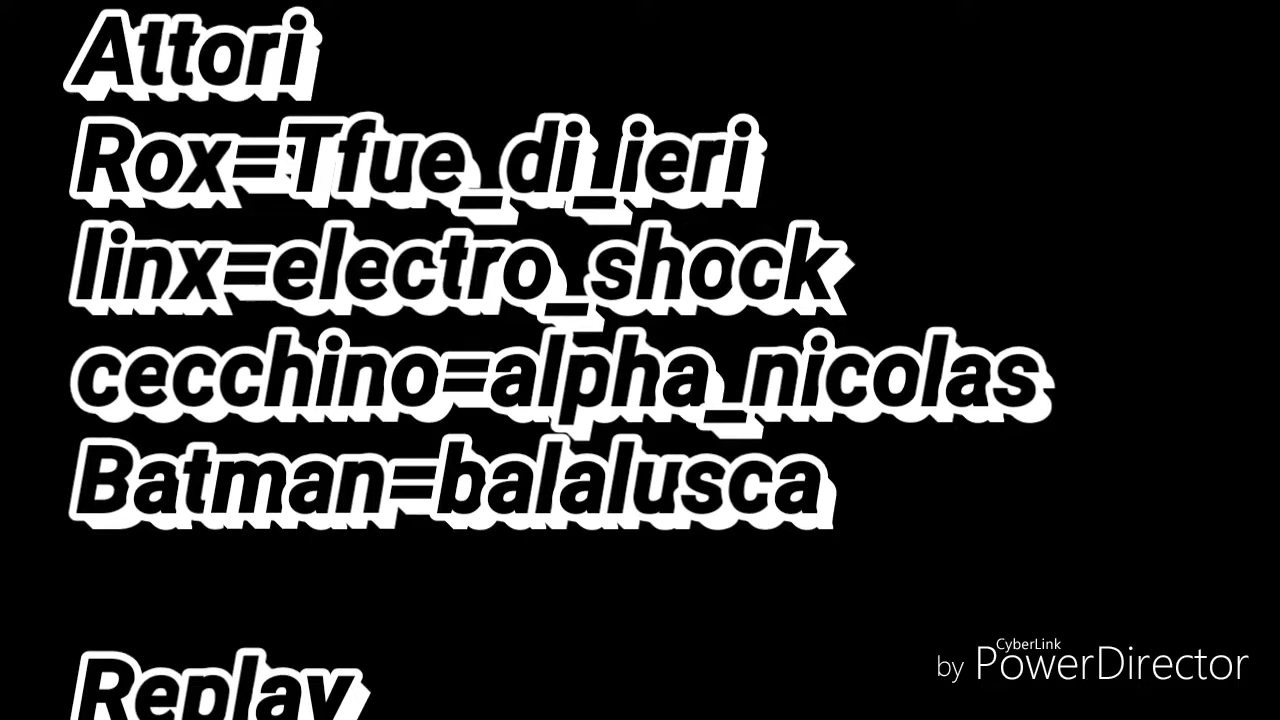 Attori
Rox=Tfue_di_ieri
linx=electro_shock
cecchino=alpha_nicolas
Batman=balalusca
Replay
CyberLink
by PowerDirector